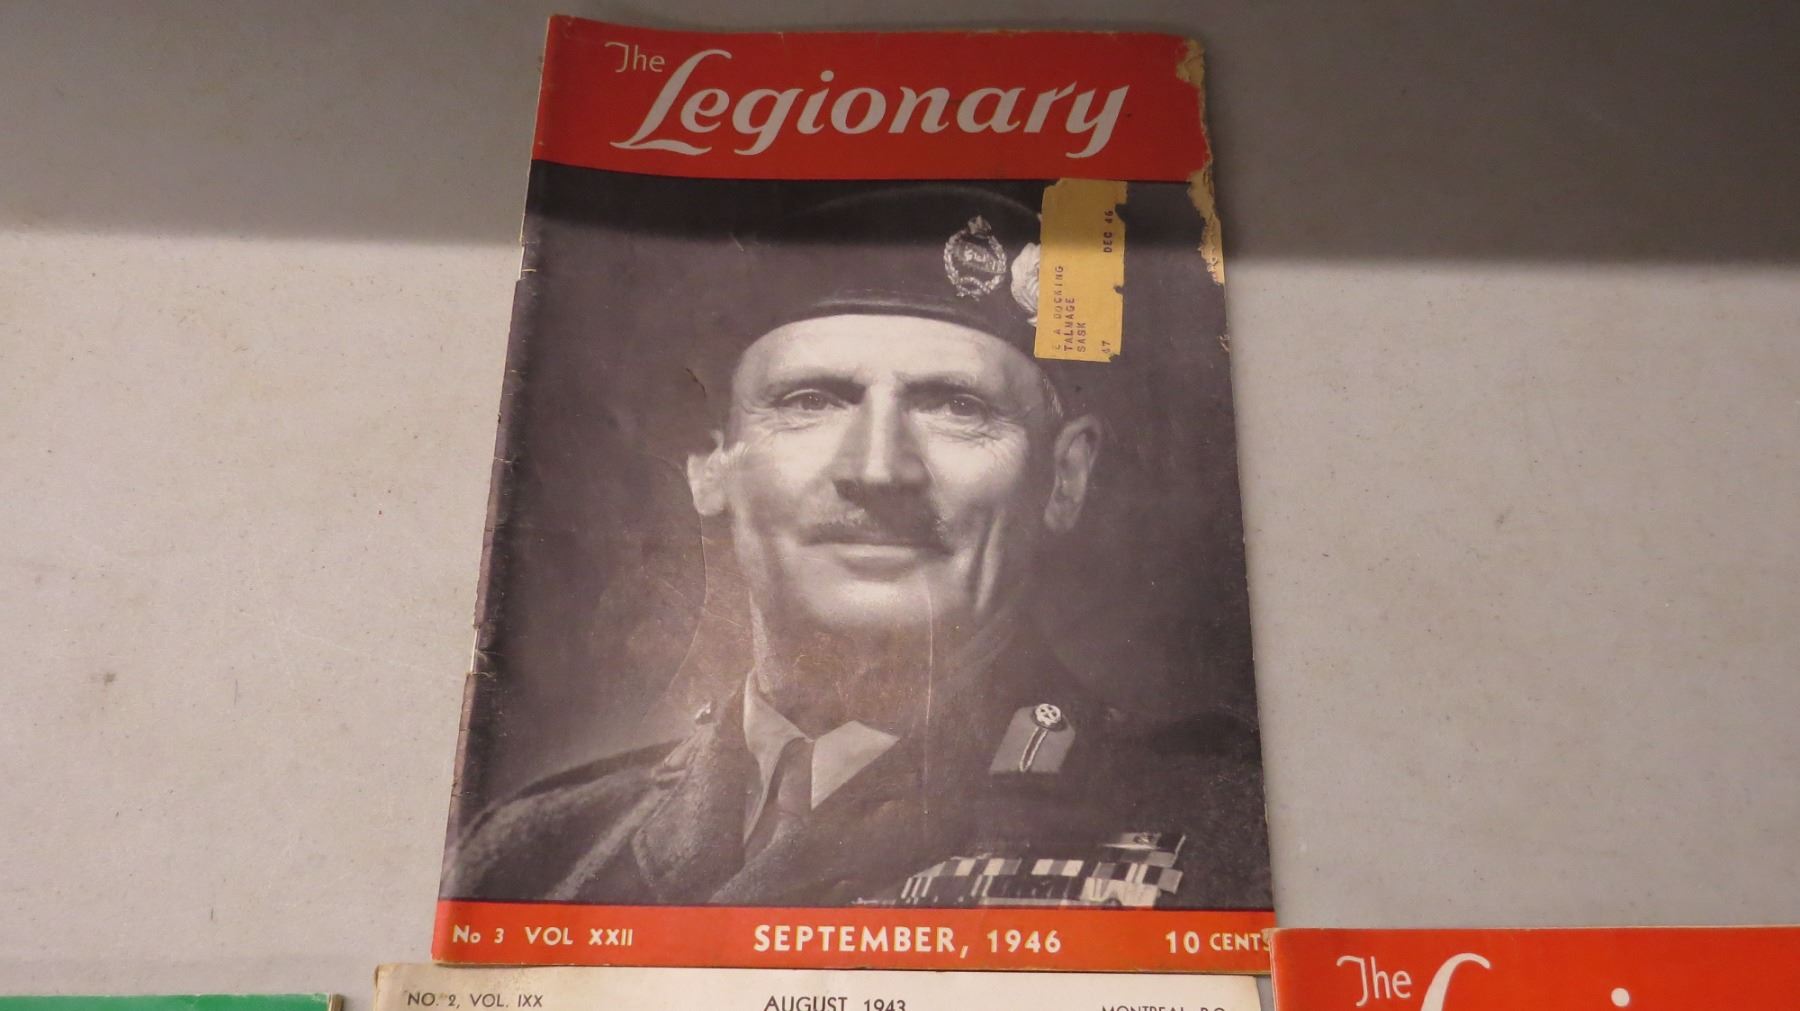 The
Legionary
DEC 46
A DOCKING
TALMAGE
SASK
47
No 3 VOL XXII
SEPTEMBER, 1946
10 CENTS
NO. 2, VOL. IXX
AUGUST 1943
MONTREAL, P.Q.
The